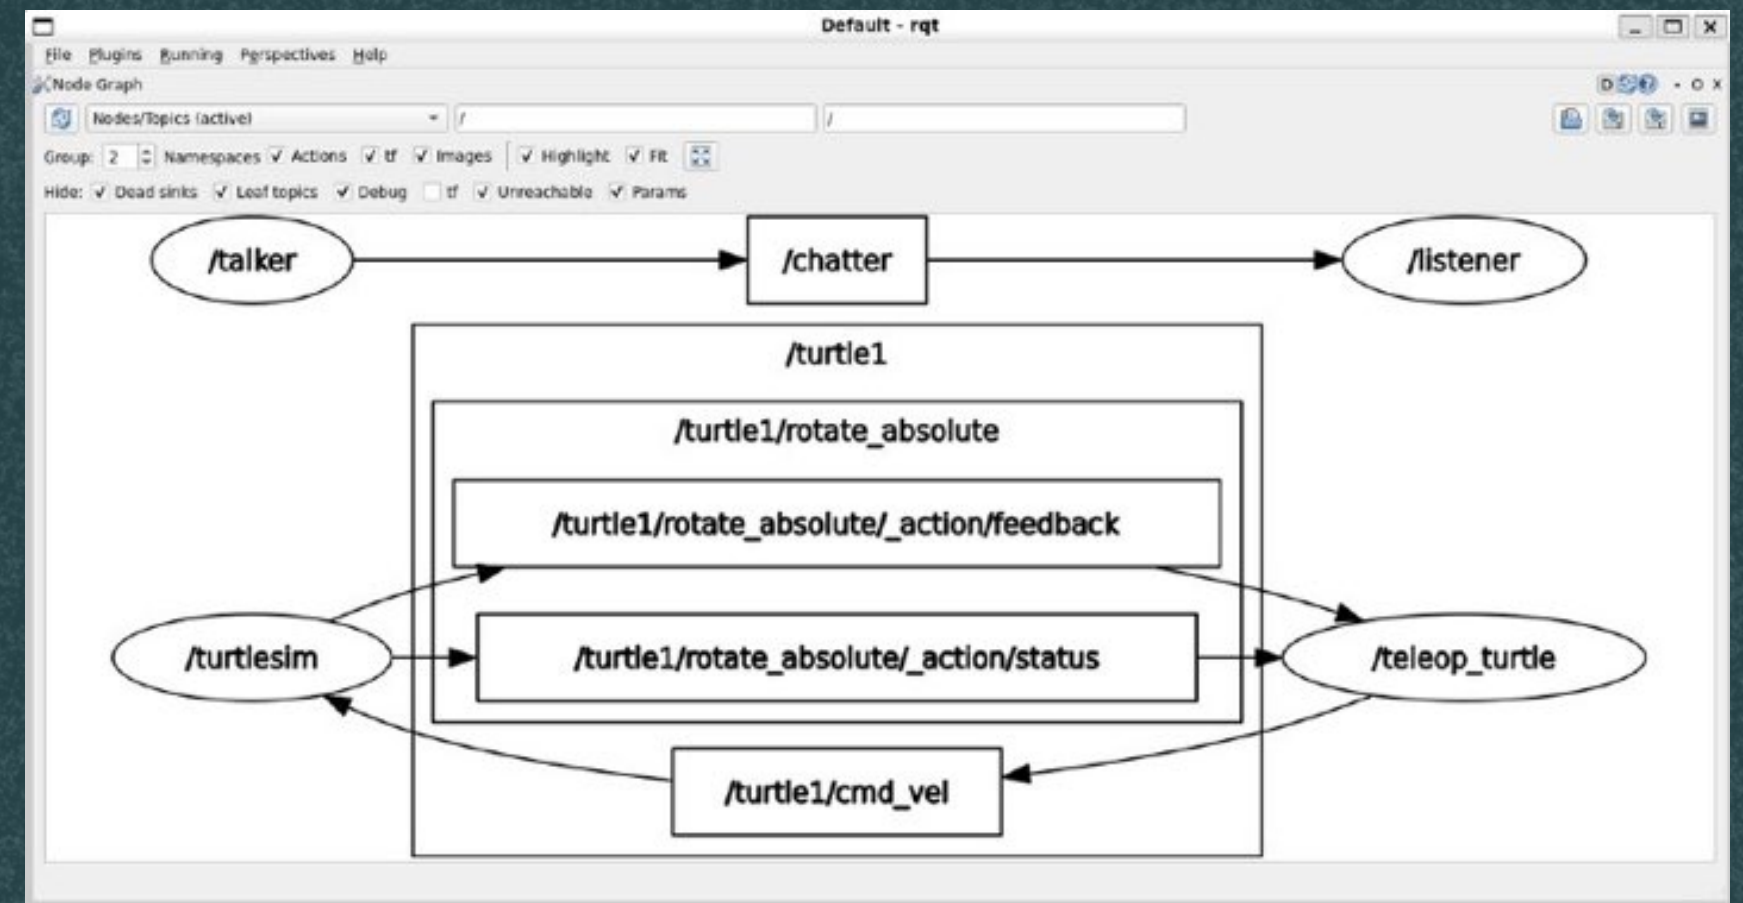 Default - rqt
File Plugins Running Perspectives Help
Node Graph
D - O X
Nodes/Topics (active) / /
Group: 2 Namespaces Actions tf Images Highlight Fit
Hide: Dead sinks Leaf topics Debug tf Unreachable Params
/talker /chatter /listener
/turtle1
/turtle1/rotate_absolute
/turtle1/rotate_absolute/_action/feedback
/turtlesim /turtle1/rotate_absolute/_action/status /teleop_turtle
/turtle1/cmd_vel